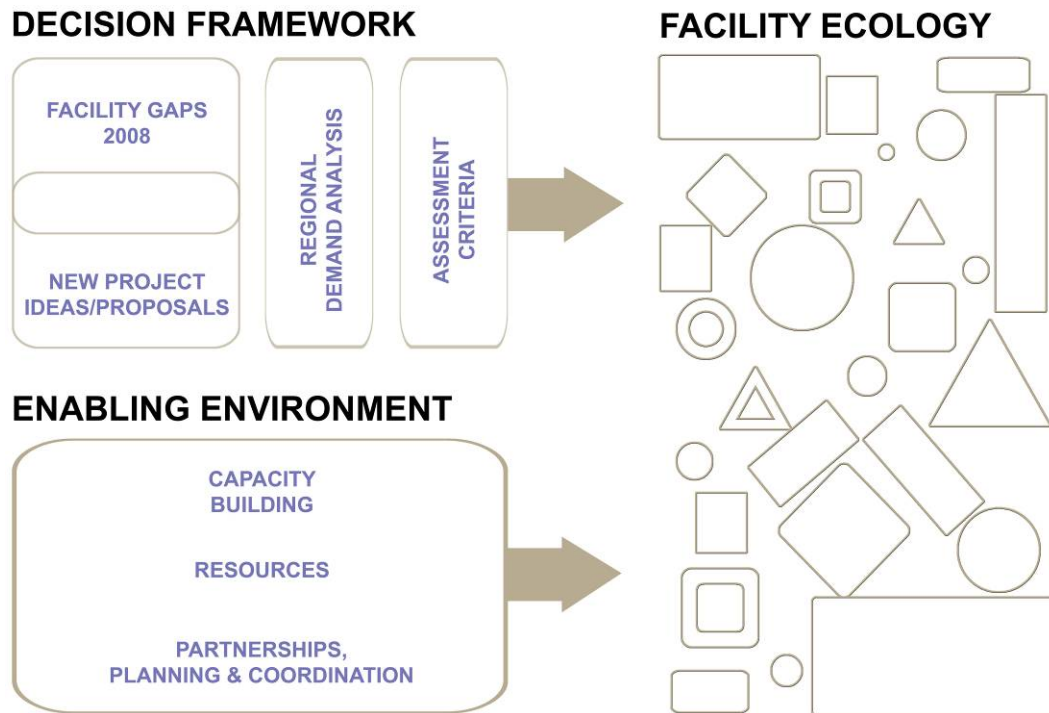 DECISION FRAMEWORK
FACILITY GAPS
2008
NEW PROJECT
IDEAS/PROPOSALS
REGIONAL
DEMAND ANALYSIS
ASSESSMENT
CRITERIA
ENABLING ENVIRONMENT
CAPACITY
BUILDING
RESOURCES
PARTNERSHIPS,
PLANNING & COORDINATION
FACILITY ECOLOGY